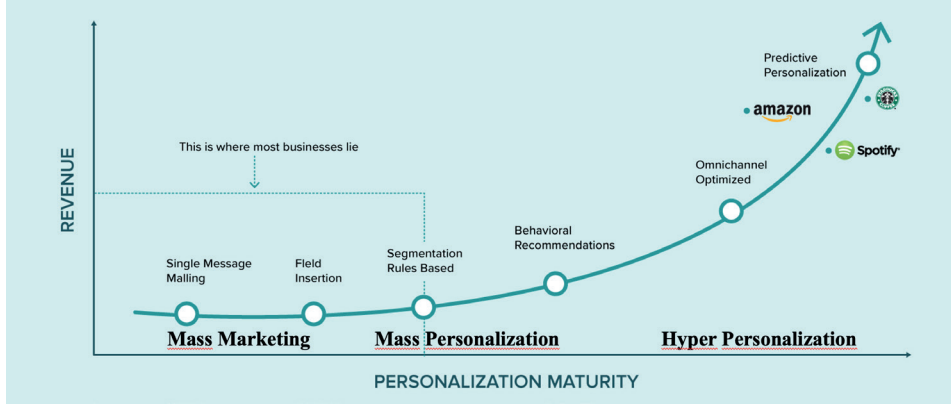 Predictive
Personalization
amazon
Spotify
This is where most businesses lie
Omnichannel
Optimized
REVENUE
Behavioral
Recommendations
Single Message
Malling
Fleld
Insertion
Segmentation
Rules Based
Mass Marketing
Mass Personalization
Hyper Personalization
PERSONALIZATION MATURITY